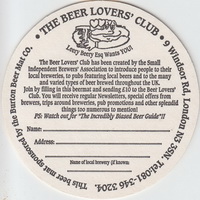 • THE BEER LOVERS' CLUB •
9 Windsor Rd, London N3 3SN. Tel.081-346 3204.
This beer mat sponsored by the Burton Beer Mat Co.
Leery Beery Esq Wants YOU!
The Beer Lovers' Club has been created by the Small
Independent Brewers' Association to introduce people to their
local breweries, to pubs featuring local beers and to the many
and varied types of beer brewed throughout the UK.
Join by filling in this beermat and sending £10 to the Beer Lovers'
Club. You will receive regular Newsletters, special offers from
brewers, trips around breweries, pub promotions and other
splendid things too numerous to mention!
PS: Watch out for "The Incredibly Biased Beer Guide"!!
Name:
Address:
Name of local brewery (if known)